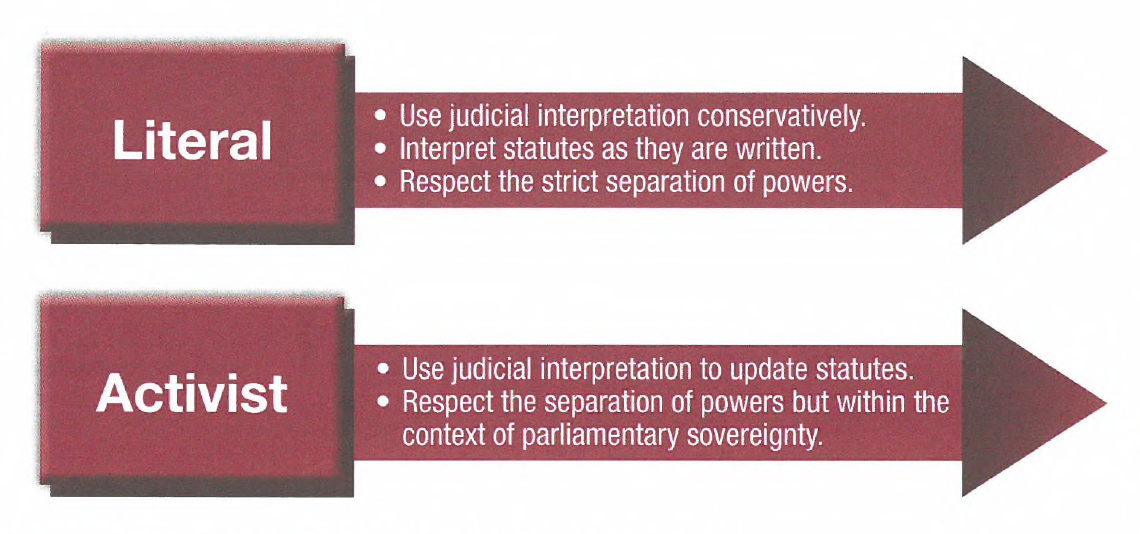 Literal
• Use judicial interpretation conservatively.
• Interpret statutes as they are written.
• Respect the strict separation of powers.
Activist
• Use judicial interpretation to update statutes.
• Respect the separation of powers but within the
context of parliamentary sovereignty.